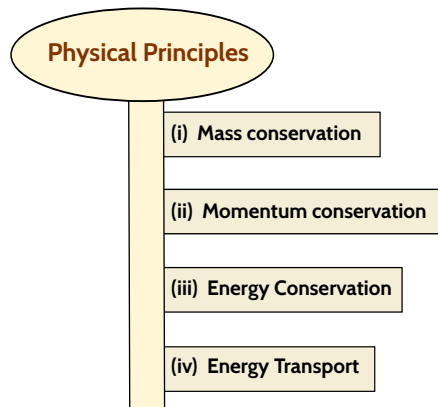 Physical Principles
(i) Mass conservation
(ii) Momentum conservation
(iii) Energy Conservation
(iv) Energy Transport